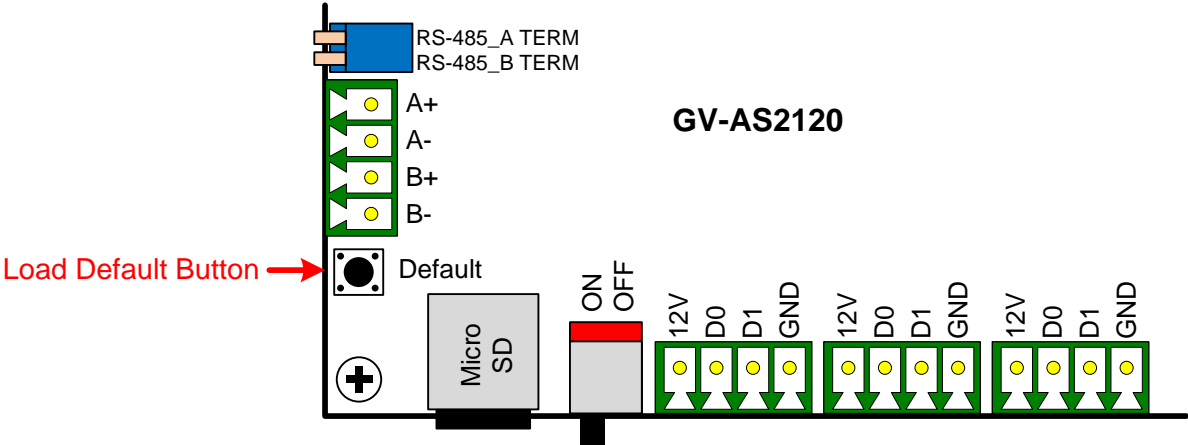 RS-485_A TERM
RS-485_B TERM
A+
GV-AS2120
A-
B+
B-
Load Default Button
Default
Micro
SD
ON
OFF
12V
D0
D1
GND
12V
D0
D1
GND
12V
D0
D1
GND